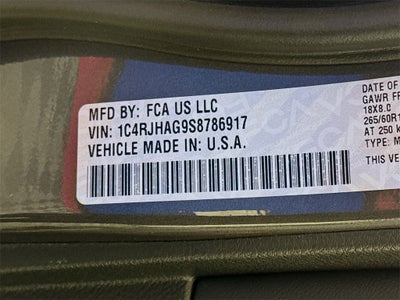 MFD BY: FCA US LLC
VIN: 1C4RJHAG9S8786917
VEHICLE MADE IN: U.S.A.
DATE OF
GAWR FR
18X8.
265/60R1
AT 250 k
TYPE: M
THIS VE